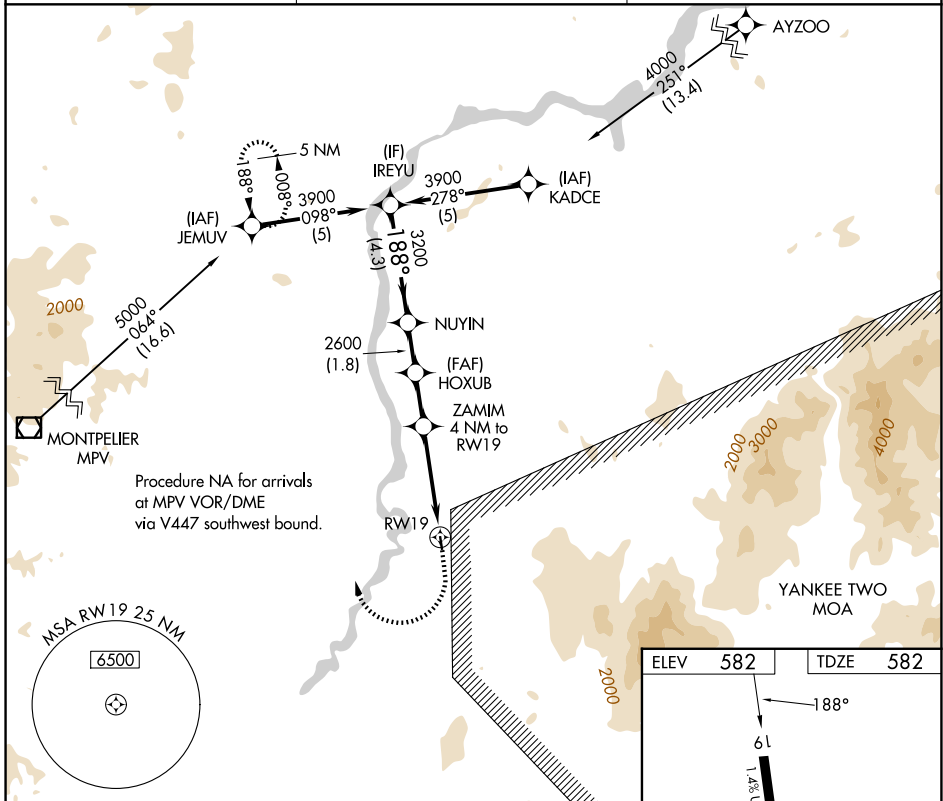 AYZOO
4000
251°
(13.4)
5 NM
188°
008°
(IF)
IREYU
3900
098°
(5)
3900
278°
(5)
(IAF)
KADCE
(IAF)
JEMUV
3200
188°
(4.3)
2000
5000
064°
(16.6)
NUYIN
2600
(1.8)
(FAF)
HOXUB
ZAMIM
4 NM to
RW19
MONTPELIER
MPV
2000
3000
4000
Procedure NA for arrivals
at MPV VOR/DME
via V447 southwest bound.
RW19
YANKEE TWO
MOA
MSA RW19 25 NM
6500
2000
ELEV 582
TDZE 582
188°
19
1.4%